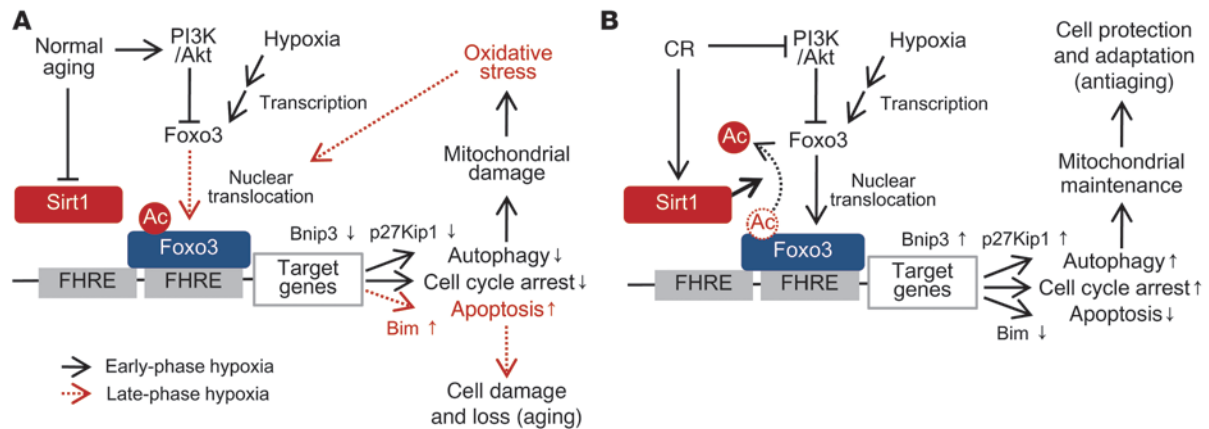 A
Normal
aging
PI3K
/Akt
Hypoxia
Transcription
Foxo3
Oxidative
stress
Mitochondrial
damage
Nuclear
translocation
Sirt1
Ac
Foxo3
FHRE
FHRE
Target
genes
Bnip3 ↓ p27Kip1 ↓
Autophagy↓
Cell cycle arrest↓
Apoptosis↑
Bim ↑
Cell damage
and loss (aging)
Early-phase hypoxia
Late-phase hypoxia
B
CR
PI3K
/Akt
Hypoxia
Transcription
Foxo3
Ac
Cell protection
and adaptation
(antiaging)
Mitochondrial
maintenance
Nuclear
translocation
Sirt1
Ac
Foxo3
FHRE
FHRE
Target
genes
Bnip3 ↑ p27Kip1 ↑
Autophagy↑
Cell cycle arrest↑
Apoptosis↓
Bim ↓